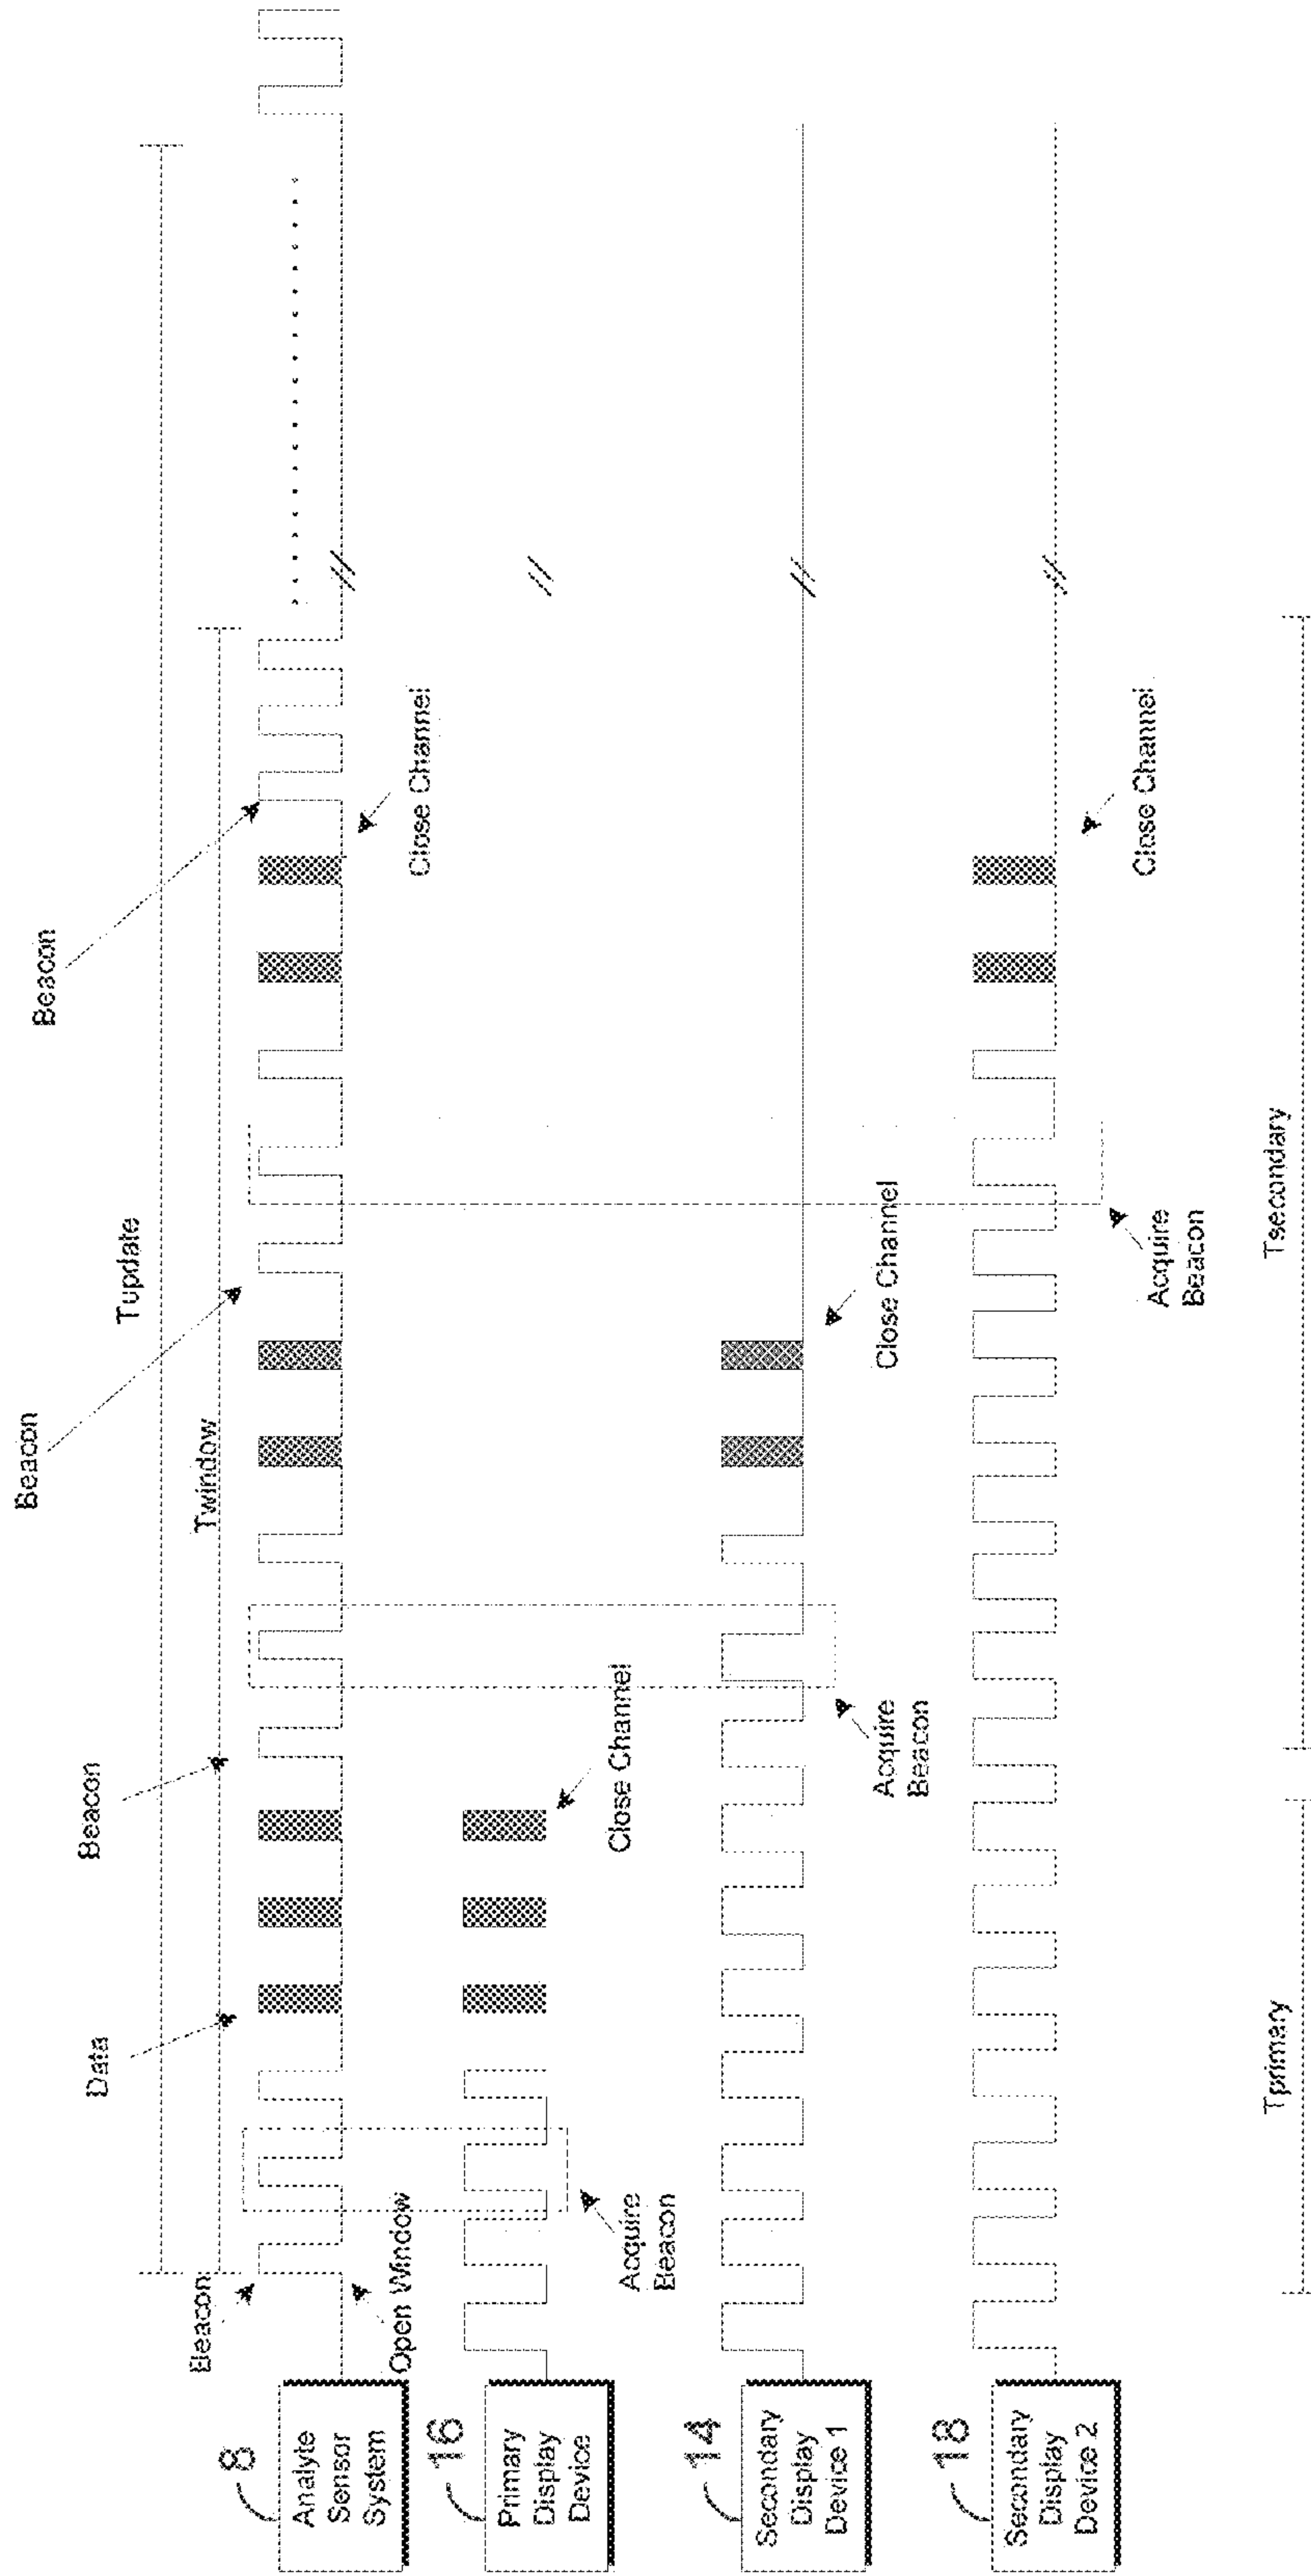 Tupdate
Twindow
Beacon
Data
Beacon
Beacon
Beacon
8
Analyte
Sensor
System
Open Window
Close Channel
16
Primary
Display
Device
Acquire
Beacon
Close Channel
14
Secondary
Display
Device 1
Acquire
Beacon
Close Channel
18
Secondary
Display
Device 2
Acquire
Beacon
Close Channel
Tprimary
Tsecondary